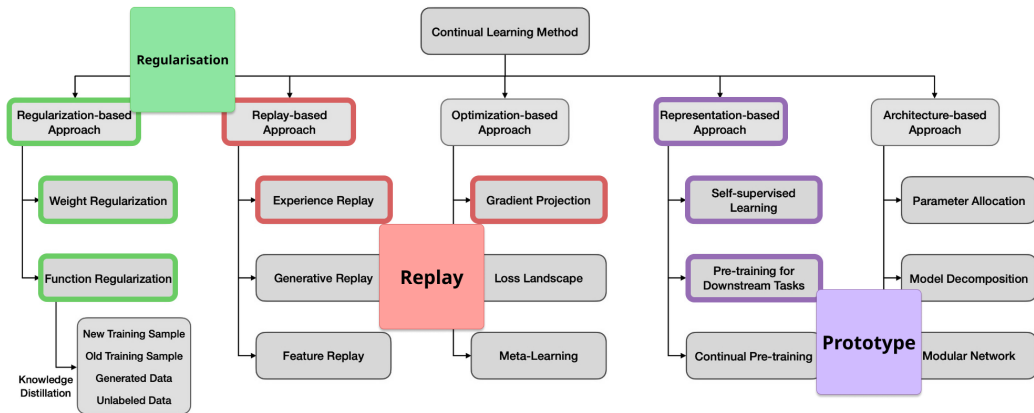 Continual Learning Method
Regularisation
Regularization-based
Approach
Replay-based
Approach
Optimization-based
Approach
Representation-based
Approach
Architecture-based
Approach
Weight Regularization
Experience Replay
Gradient Projection
Self-supervised
Learning
Parameter Allocation
Function Regularization
Generative Replay
Replay
Loss Landscape
Pre-training for
Downstream Tasks
Model Decomposition
New Training Sample
Old Training Sample
Generated Data
Unlabeled Data
Knowledge
Distillation
Feature Replay
Meta-Learning
Continual Pre-training
Prototype
Modular Network